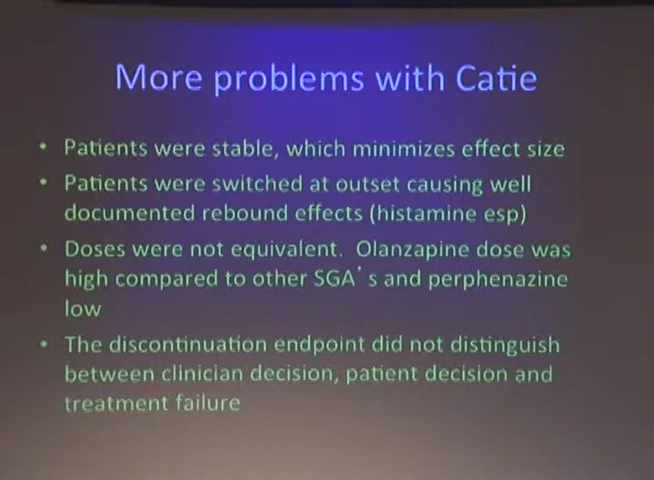 More problems with Catie
• Patients were stable, which minimizes effect size
• Patients were switched at outset causing well
documented rebound effects (histamine esp)
• Doses were not equivalent. Olanzapine dose was
high compared to other SGA's and perphenazine
low
• The discontinuation endpoint did not distinguish
between clinician decision, patient decision and
treatment failure